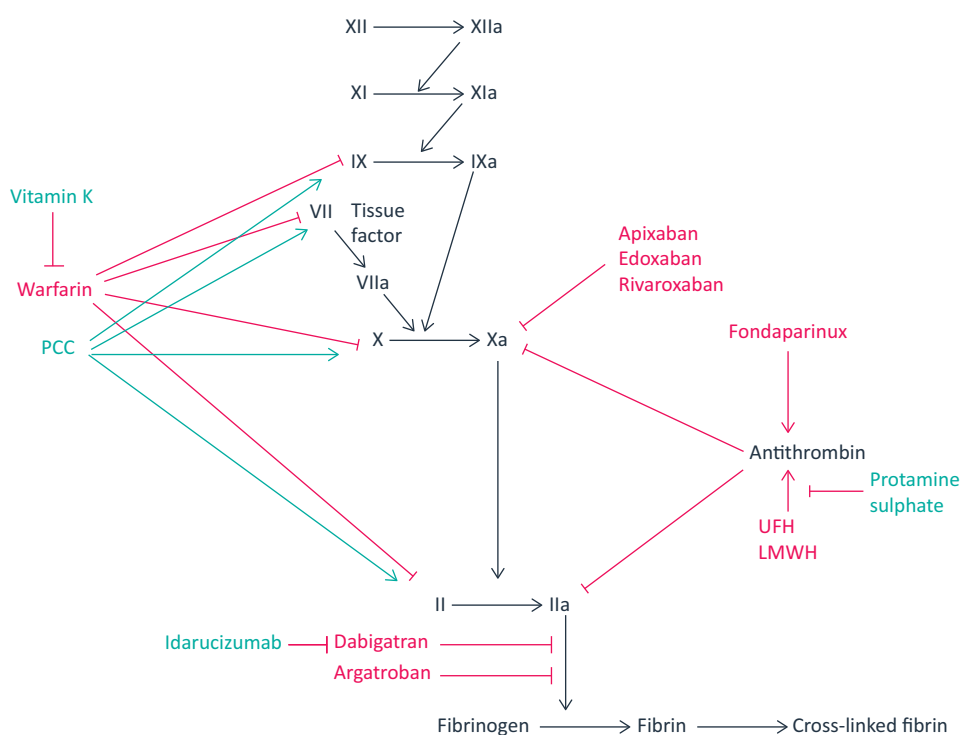 XII XIIa
XI XIa
IX IXa
Vitamin K
VII Tissue
factor
Apixaban
Edoxaban
Rivaroxaban
VIIa
Warfarin
Fondaparinux
X Xa
PCC
Antithrombin
Protamine
sulphate
UFH
LMWH
II IIa
Idarucizumab Dabigatran
Argatroban
Fibrinogen Fibrin Cross-linked fibrin